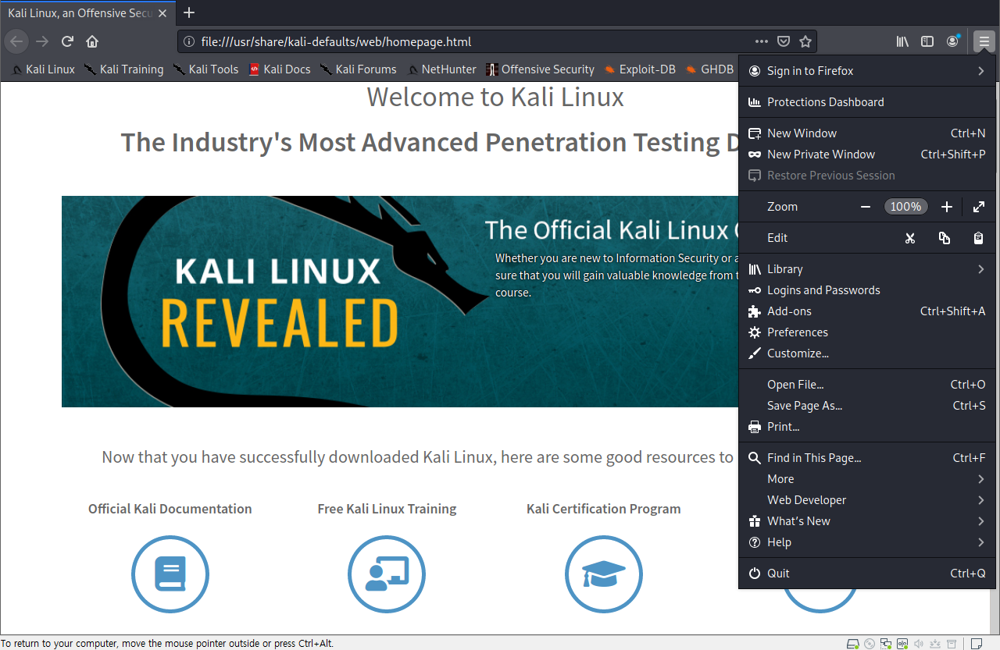 Kali Linux, an Offensive Secu
file:///usr/share/kali-defaults/web/homepage.html
Kali Linux Kali Training Kali Tools Kali Docs Kali Forums NetHunter Offensive Security Exploit-DB GHDB
Welcome to Kali Linux
The Industry's Most Advanced Penetration Testing D
KALI LINUX
REVEALED
The Official Kali Linux
Whether you are new to Information Security or a
sure that you will gain valuable knowledge from t
course.
Now that you have successfully downloaded Kali Linux, here are some good resources to
Official Kali Documentation Free Kali Linux Training Kali Certification Program
Sign in to Firefox
Protections Dashboard
New Window Ctrl+N
New Private Window Ctrl+Shift+P
Restore Previous Session
Zoom 100%
Edit
Library
Logins and Passwords
Add-ons Ctrl+Shift+A
Preferences
Customize...
Open File... Ctrl+O
Save Page As... Ctrl+S
Print...
Find in This Page... Ctrl+F
More
Web Developer
What's New
Help
Quit Ctrl+Q
To return to your computer, move the mouse pointer outside or press Ctrl+Alt.